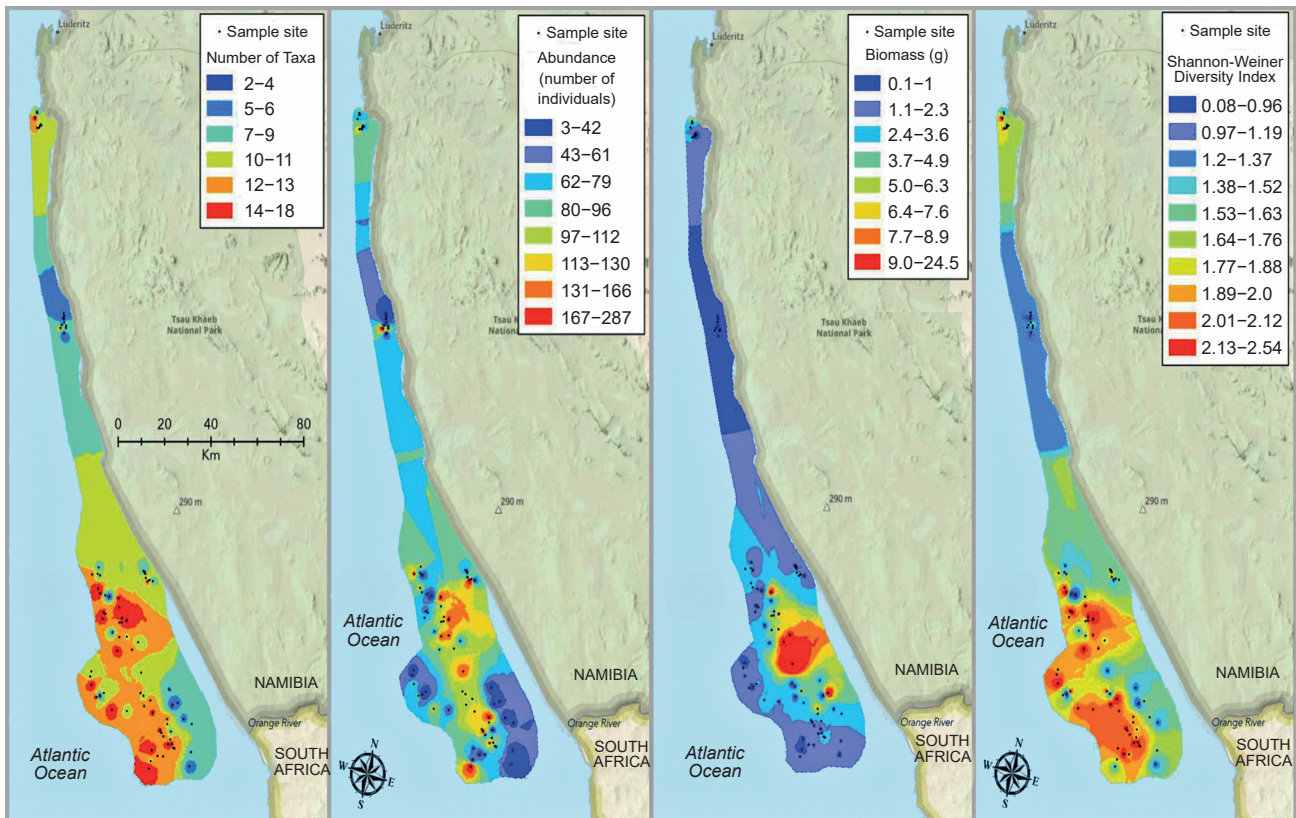 Lüderitz
• Sample site
Number of Taxa
2–4
5–6
7–9
10–11
12–13
14–18
Tsau Khaeb
National Park
0 20 40 80
Km
290 m
NAMIBIA
Orange River
SOUTH
AFRICA
Atlantic
Ocean
Lüderitz
• Sample site
Abundance
(number of
individuals)
3–42
43–61
62–79
80–96
97–112
113–130
131–166
167–287
Tsau Khaeb
National Park
290 m
Atlantic
Ocean
NAMIBIA
Orange River
SOUTH
AFRICA
N
W E
S
Lüderitz
• Sample site
Biomass (g)
0.1–1
1.1–2.3
2.4–3.6
3.7–4.9
5.0–6.3
6.4–7.6
7.7–8.9
9.0–24.5
Tsau Khaeb
National Park
290 m
Atlantic
Ocean
NAMIBIA
Orange River
SOUTH
AFRICA
Atlantic
Ocean
Lüderitz
• Sample site
Shannon-Weiner
Diversity Index
0.08–0.96
0.97–1.19
1.2–1.37
1.38–1.52
1.53–1.63
1.64–1.76
1.77–1.88
1.89–2.0
2.01–2.12
2.13–2.54
Tsau Khaeb
National Park
290 m
Atlantic
Ocean
NAMIBIA
Orange River
SOUTH
AFRICA
N
W E
S